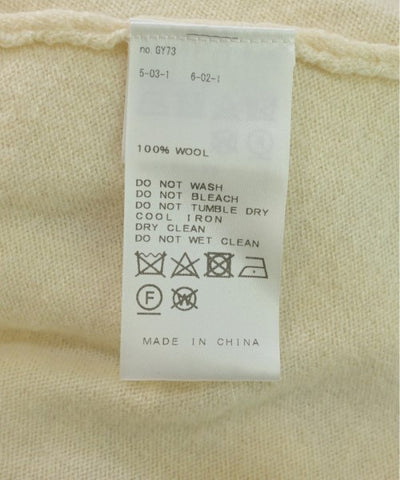 no. GY73
5-03-1 6-02-1
100% WOOL
DO NOT WASH
DO NOT BLEACH
DO NOT TUMBLE DRY
COOL IRON
DRY CLEAN
DO NOT WET CLEAN
F W
MADE IN CHINA